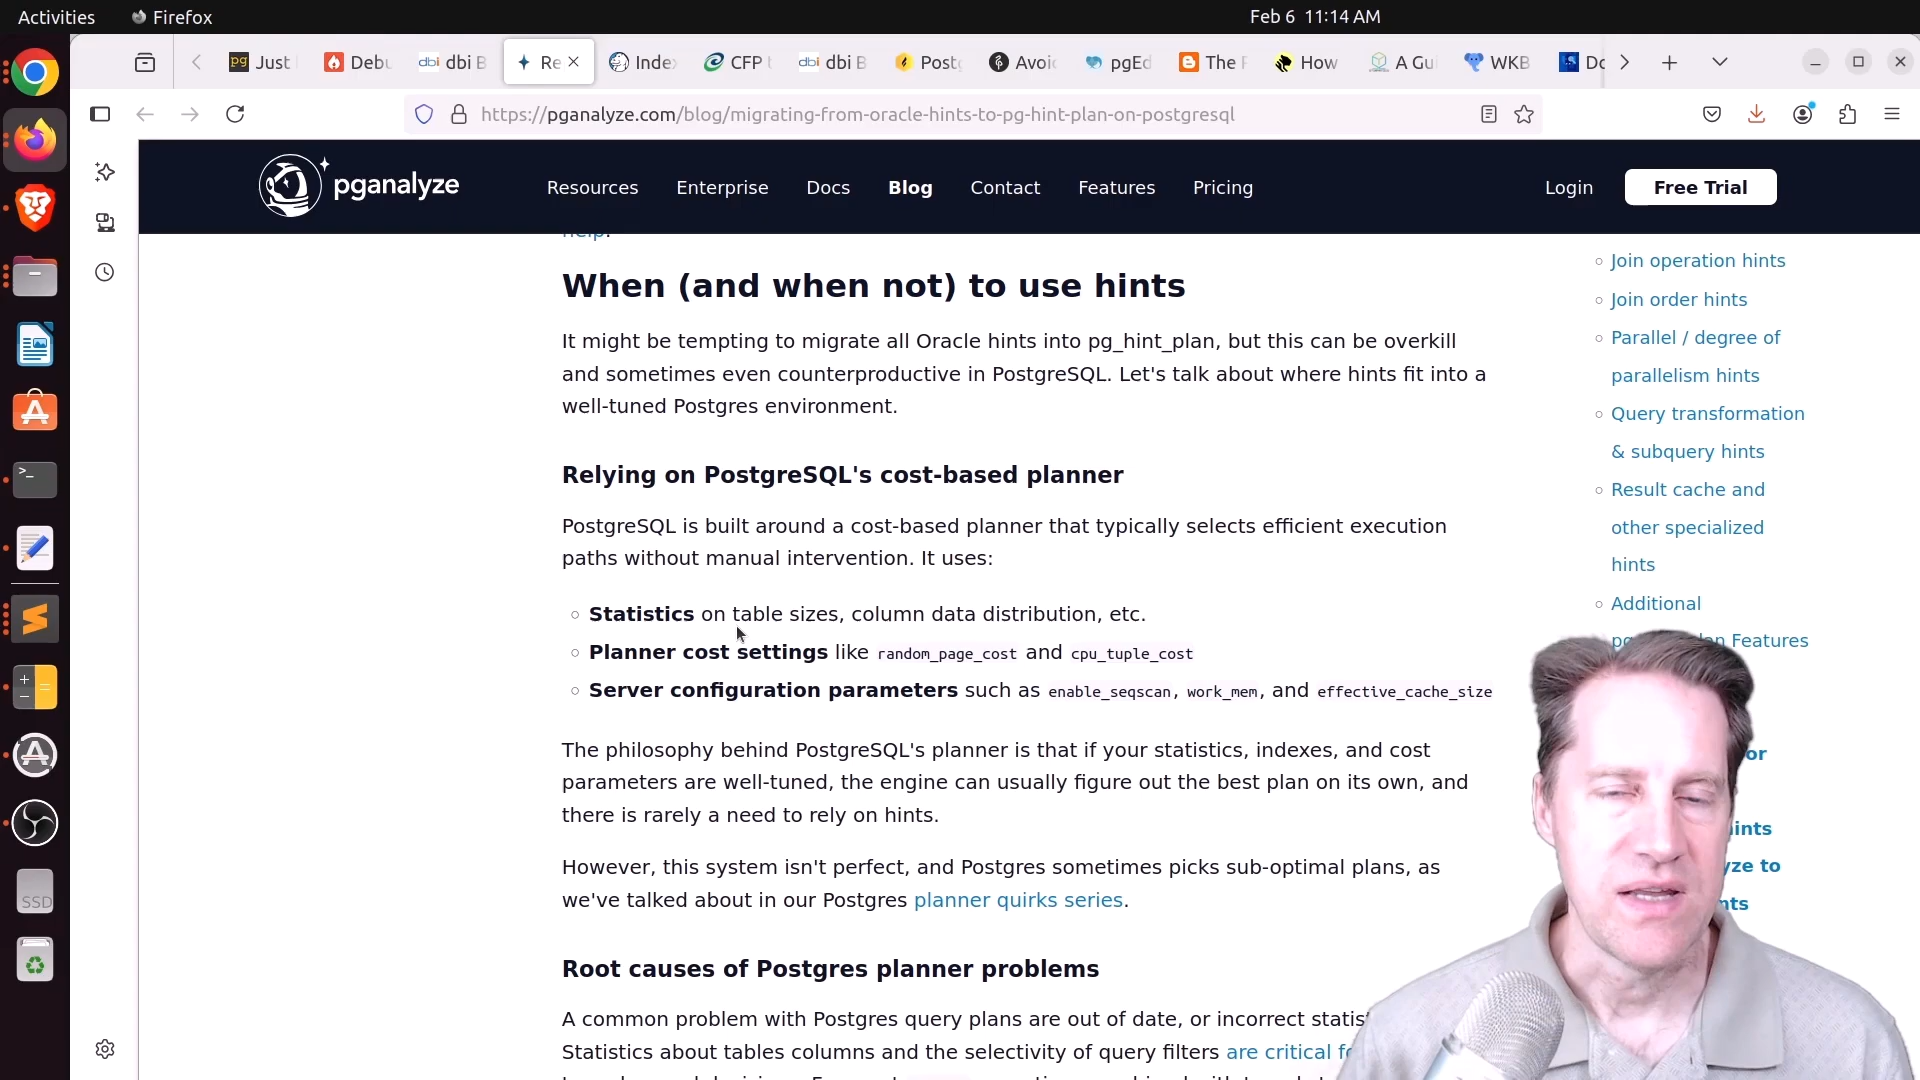 Activities
Firefox
Feb 6 11:14 AM
pg Just
Debu
dbi dbi B
Re
Index
CFP
dbi dbi B
Postg
Avoid
pgEd
The P
How
A Gui
WKB
Do
https://pganalyze.com/blog/migrating-from-oracle-hints-to-pg-hint-plan-on-postgresql
pganalyze
Resources
Enterprise
Docs
Blog
Contact
Features
Pricing
Login
Free Trial
help.
When (and when not) to use hints
It might be tempting to migrate all Oracle hints into pg_hint_plan, but this can be overkill
and sometimes even counterproductive in PostgreSQL. Let's talk about where hints fit into a
well-tuned Postgres environment.
Relying on PostgreSQL's cost-based planner
PostgreSQL is built around a cost-based planner that typically selects efficient execution
paths without manual intervention. It uses:
Statistics on table sizes, column data distribution, etc.
Planner cost settings like random_page_cost and cpu_tuple_cost
Server configuration parameters such as enable_seqscan, work_mem, and effective_cache_size
The philosophy behind PostgreSQL's planner is that if your statistics, indexes, and cost
parameters are well-tuned, the engine can usually figure out the best plan on its own, and
there is rarely a need to rely on hints.
However, this system isn't perfect, and Postgres sometimes picks sub-optimal plans, as
we've talked about in our Postgres planner quirks series.
Root causes of Postgres planner problems
A common problem with Postgres query plans are out of date, or incorrect statis
Statistics about tables columns and the selectivity of query filters are critical fo
Join operation hints
Join order hints
Parallel / degree of
parallelism hints
Query transformation
& subquery hints
Result cache and
other specialized
hints
Additional
Features
or
hints
yze to
nts
SSD